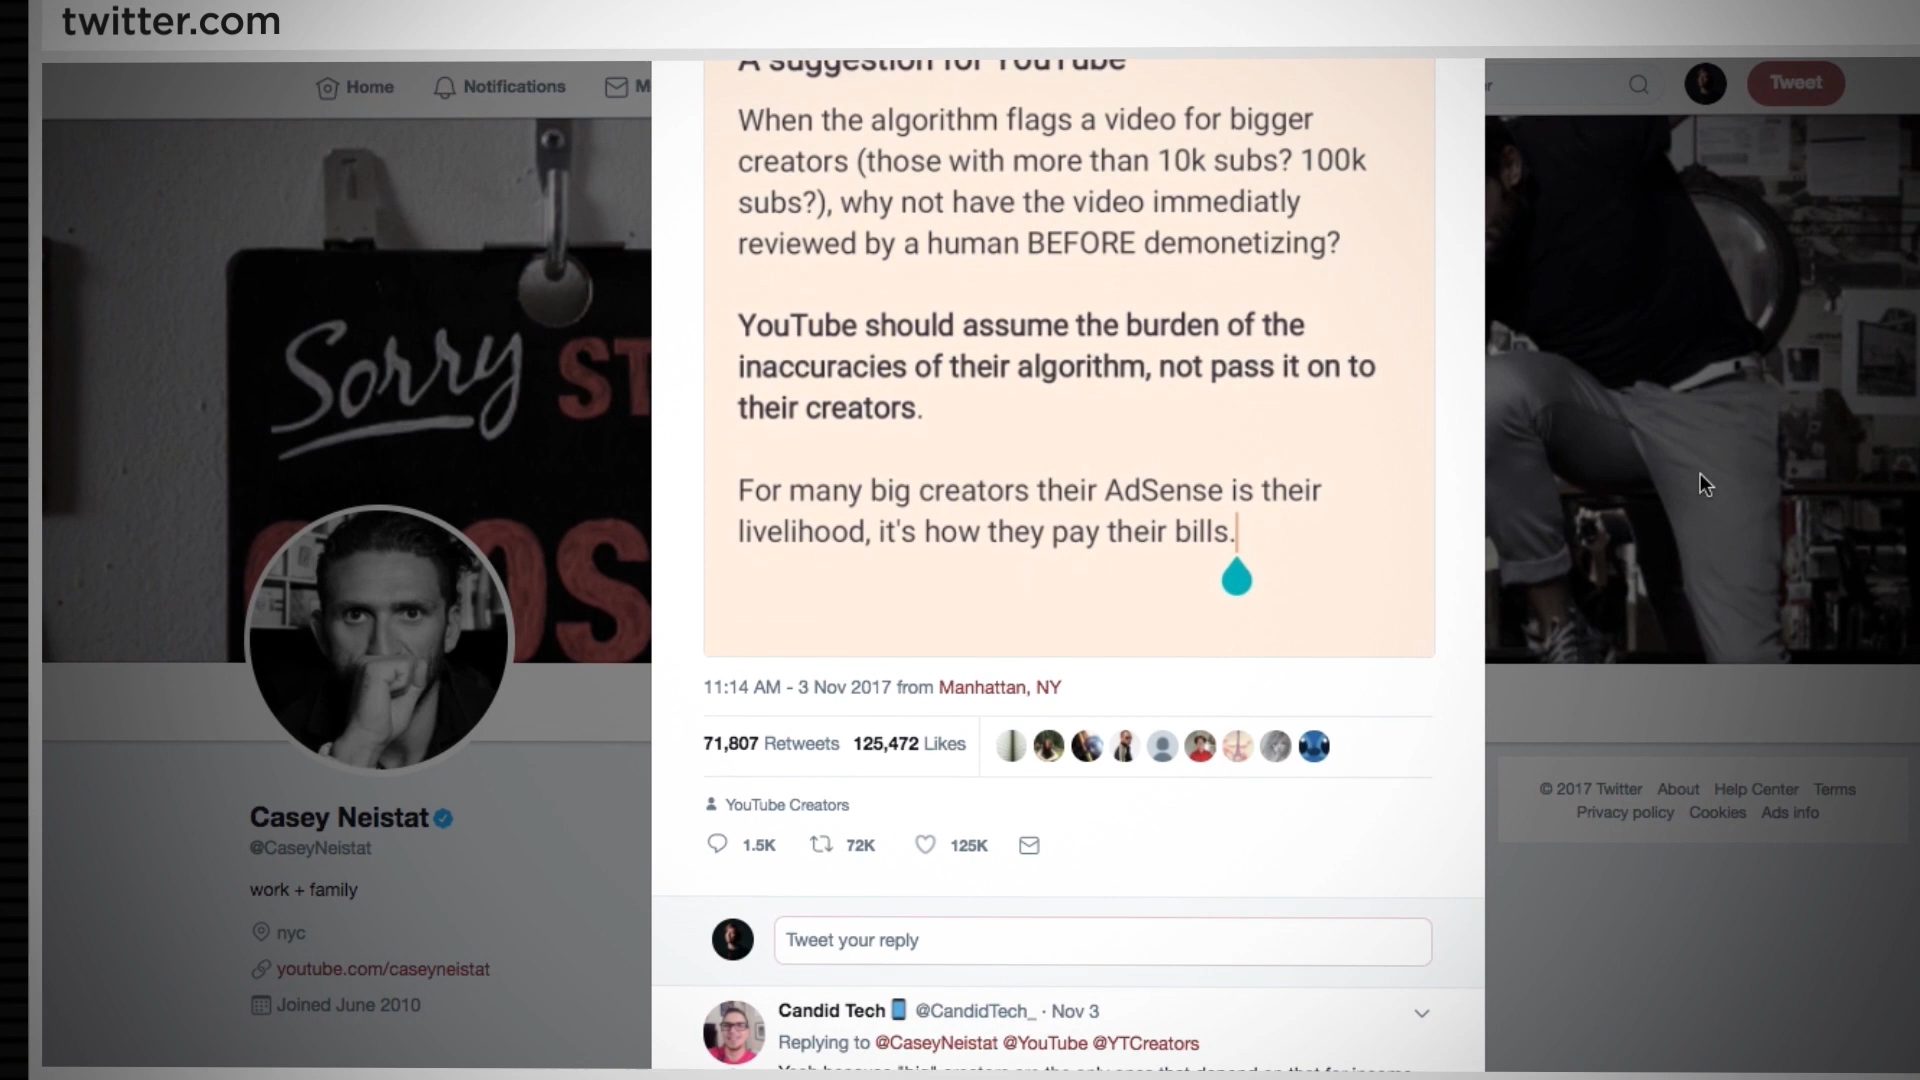 twitter.com
Home
Notifications
M
Tweet
Sorry ST
OS
A suggestion for YouTube
When the algorithm flags a video for bigger
creators (those with more than 10k subs? 100k
subs?), why not have the video immediatly
reviewed by a human BEFORE demonetizing?
YouTube should assume the burden of the
inaccuracies of their algorithm, not pass it on to
their creators.
For many big creators their AdSense is their
livelihood, it's how they pay their bills.
11:14 AM - 3 Nov 2017 from Manhattan, NY
71,807 Retweets 125,472 Likes
YouTube Creators
1.5K 72K 125K
Tweet your reply
Candid Tech @CandidTech_ · Nov 3
Replying to @CaseyNeistat @YouTube @YTCreators
Casey Neistat
@CaseyNeistat
work + family
nyc
youtube.com/caseyneistat
Joined June 2010
© 2017 Twitter About Help Center Terms
Privacy policy Cookies Ads info